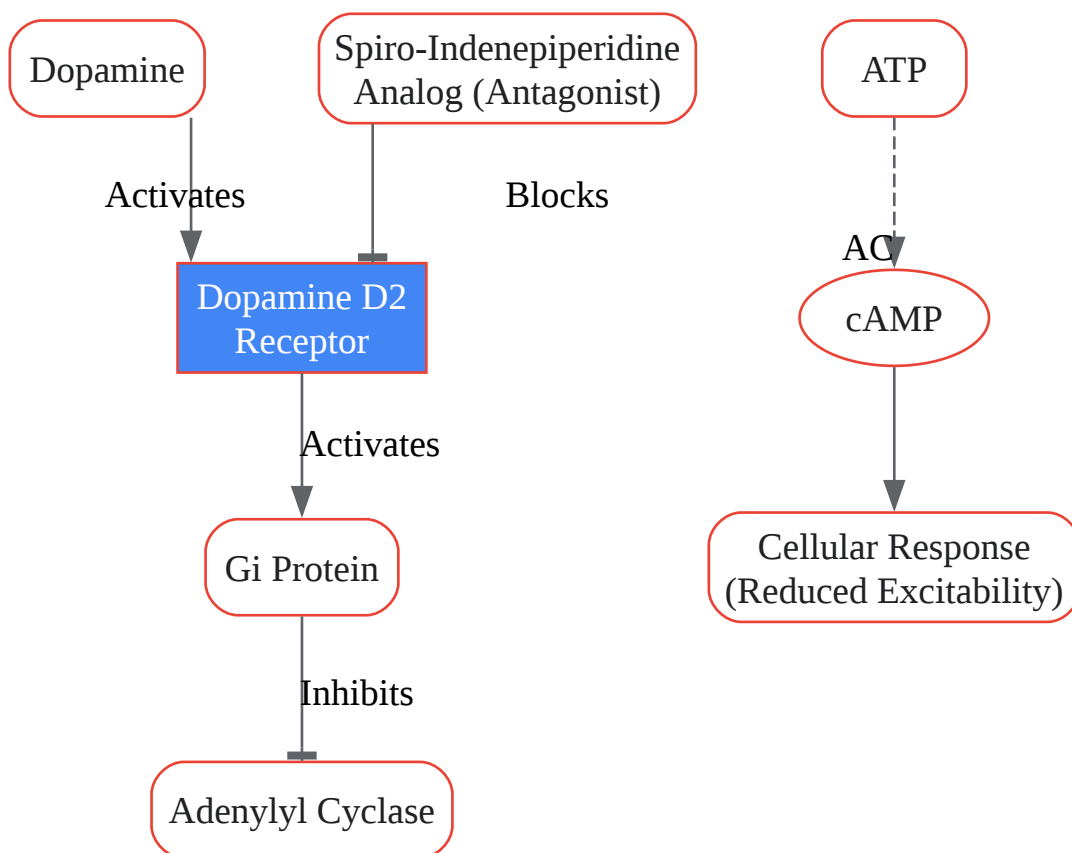 Dopamine
Spiro-Indenepiperidine
Analog (Antagonist)
ATP
Activates
Blocks
AC
Dopamine D2
Receptor
cAMP
Activates
Gi Protein
Cellular Response
(Reduced Excitability)
Inhibits
Adenylyl Cyclase